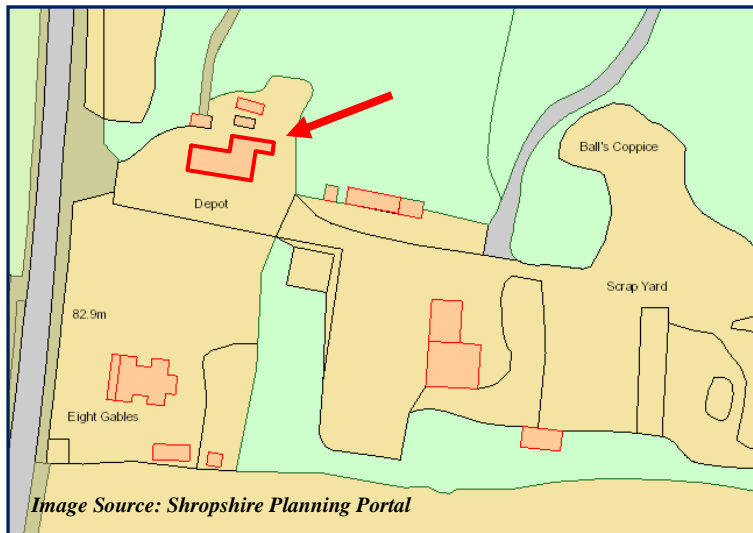 Ball's Coppice
Depot
Scrap Yard
82.9m
Eight Gables
Image Source: Shropshire Planning Portal